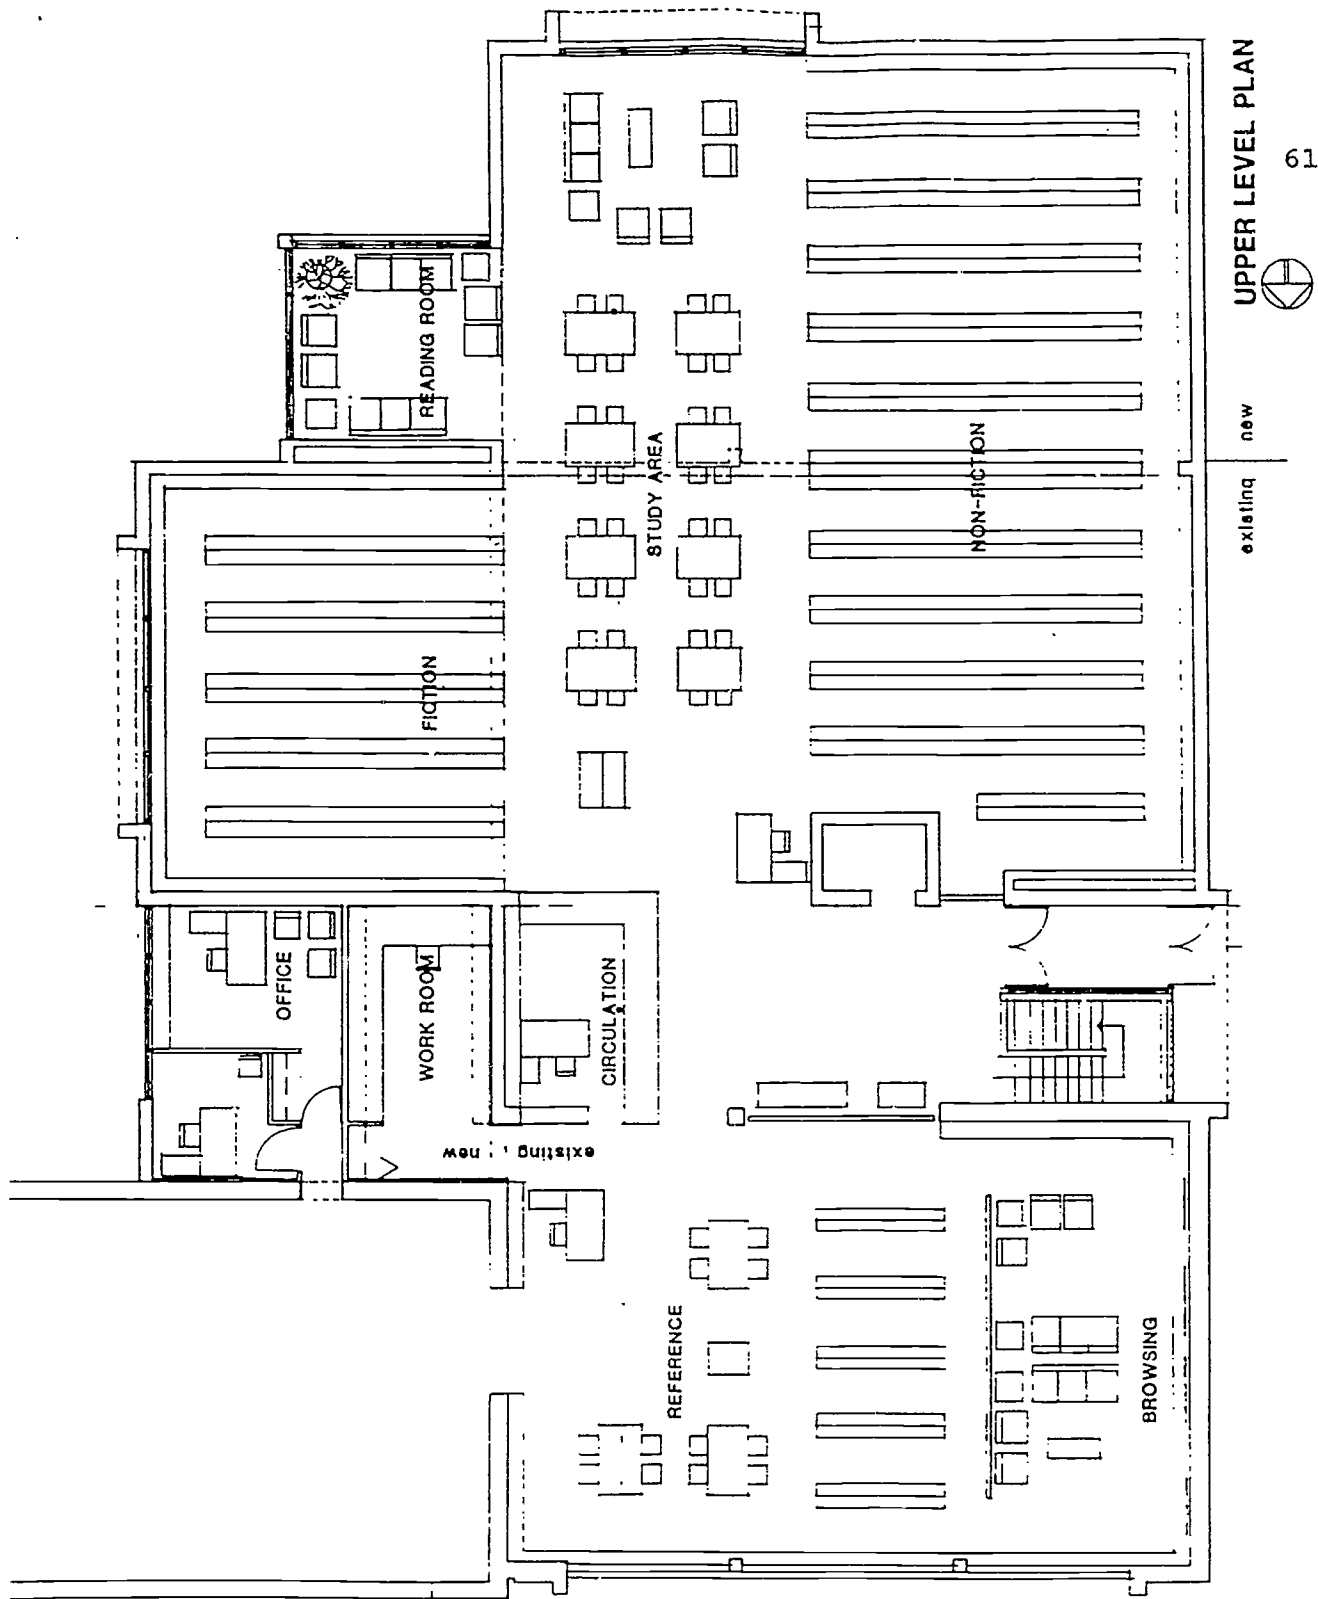 UPPER LEVEL PLAN
61
READING ROOM
STUDY AREA
NON-FICTION
new
existing
FICTION
OFFICE
WORK ROOM
CIRCULATION
existing
new
REFERENCE
BROWSING